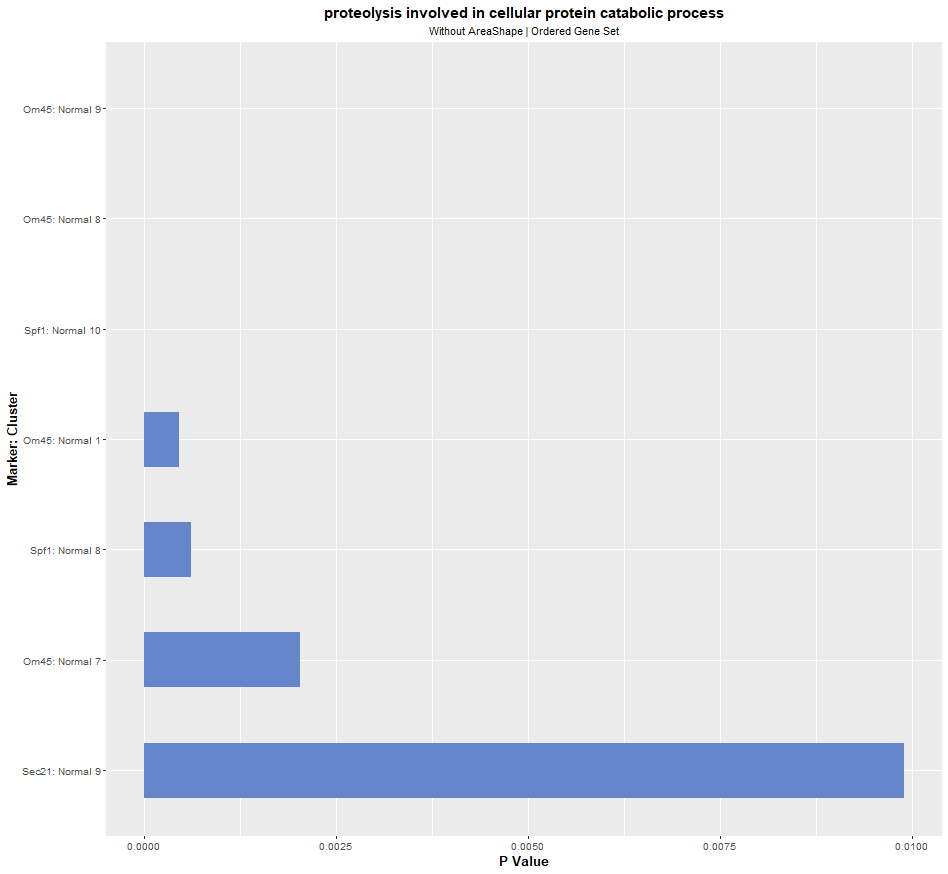 proteolysis involved in cellular protein catabolic process
Without AreaShape | Ordered Gene Set
Marker: Cluster
Om45: Normal 9
Om45: Normal 8
Spf1: Normal 10
Om45: Normal 1
Spf1: Normal 8
Om45: Normal 7
Sec21: Normal 9
0.0000 0.0025 0.0050 0.0075 0.0100
P Value